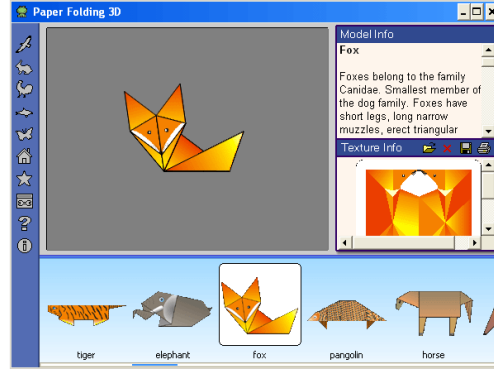 Paper Folding 3D
Model Info
Fox
Foxes belong to the family
Canidae. Smallest member of
the dog family. Foxes have
short legs, long narrow
muzzles, erect triangular
Texture Info
tiger
elephant
fox
pangolin
horse